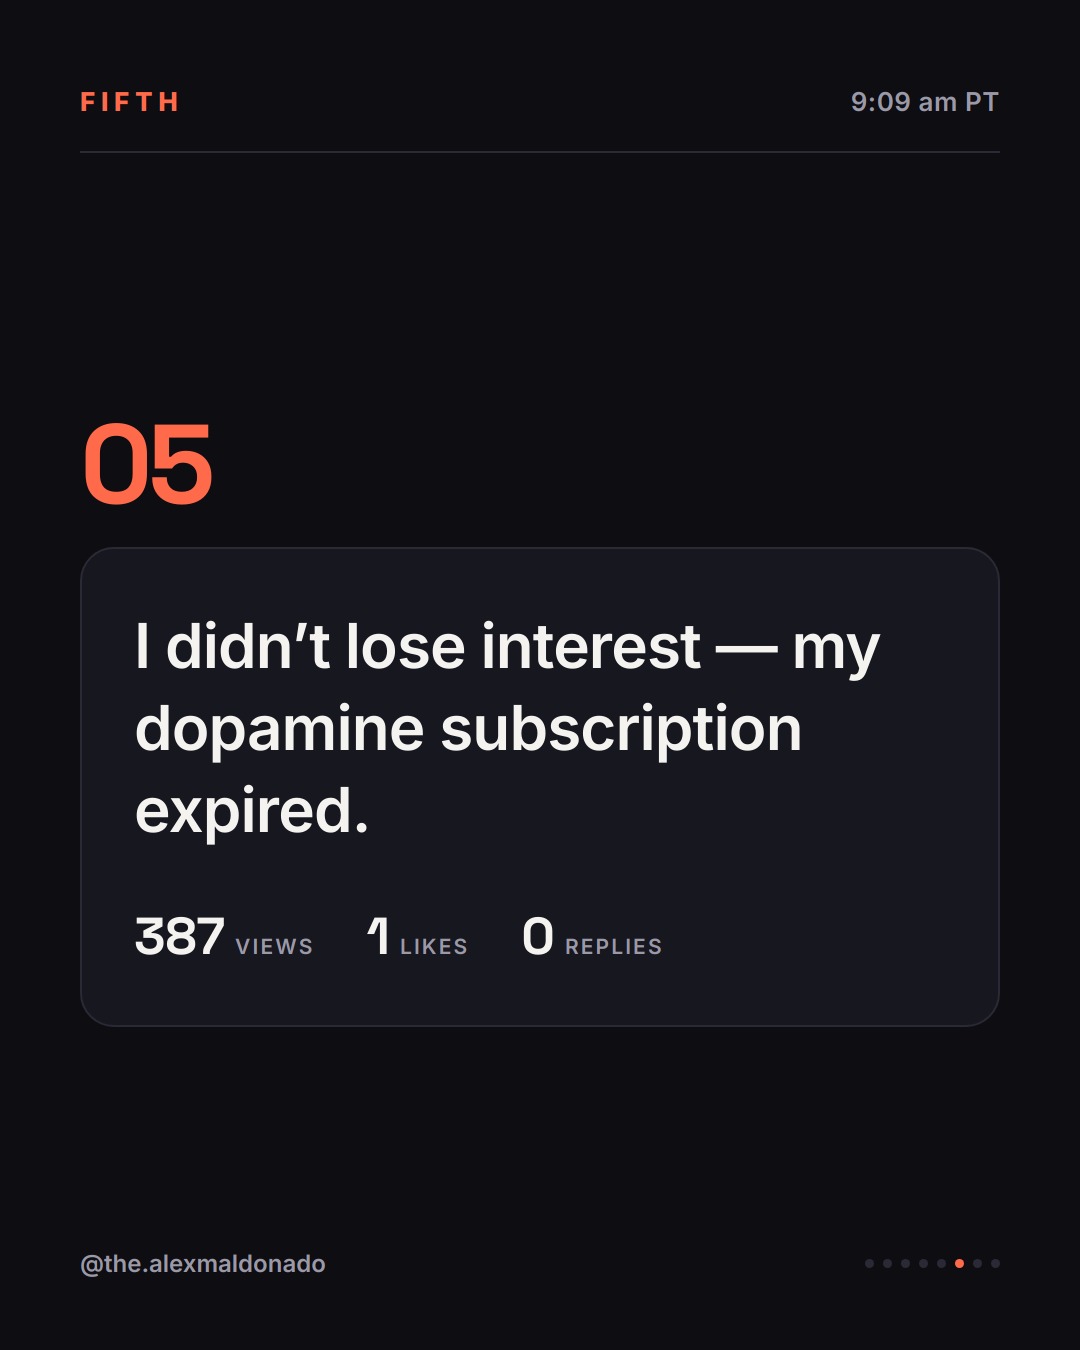 FIFTH
9:09 am PT
05
I didn’t lose interest — my
dopamine subscription
expired.
387 VIEWS 1 LIKES 0 REPLIES
@the.alexmaldonado